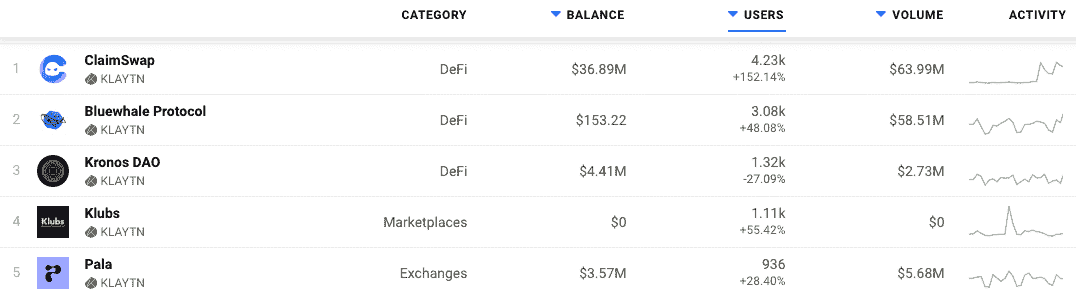 CATEGORY BALANCE USERS VOLUME ACTIVITY
1 ClaimSwap DeFi $36.89M 4.23k $63.99M
KLAYTN +152.14%
2 Bluewhale Protocol DeFi $153.22 3.08k $58.51M
KLAYTN +48.08%
3 Kronos DAO DeFi $4.41M 1.32k $2.73M
KLAYTN -27.09%
4 Klubs Klubs Marketplaces $0 1.11k $0
KLAYTN +55.42%
5 Pala Exchanges $3.57M 936 $5.68M
KLAYTN +28.40%